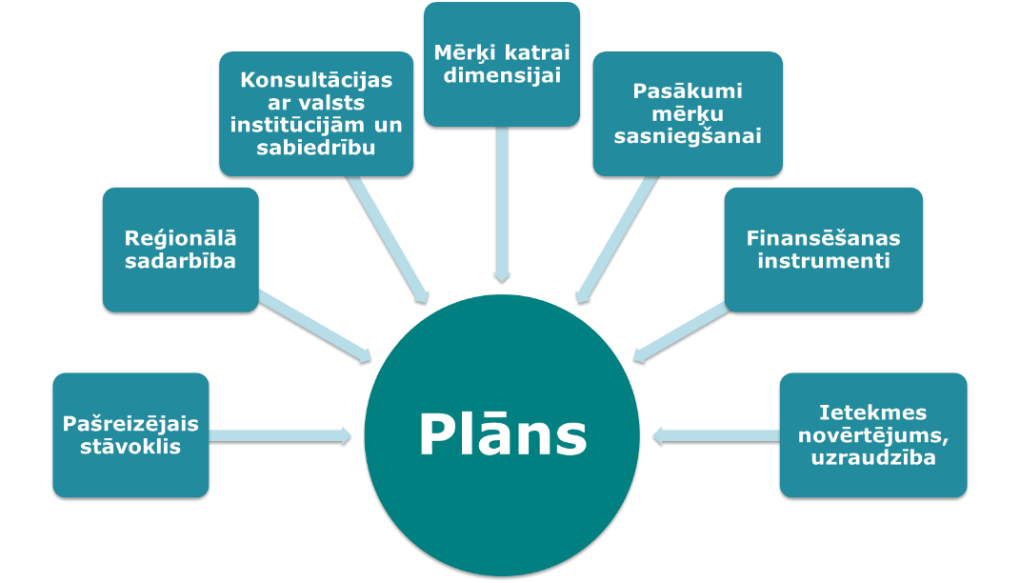 Mērķi katrai
dimensijai
Konsultācijas
ar valsts
institūcijām un
sabiedrību
Pasākumi
mērķu
sasniegšanai
Reģionālā
sadarbība
Finansēšanas
instrumenti
Pašreizējais
stāvoklis
Plāns
Ietekmes
novērtējums,
uzraudzība